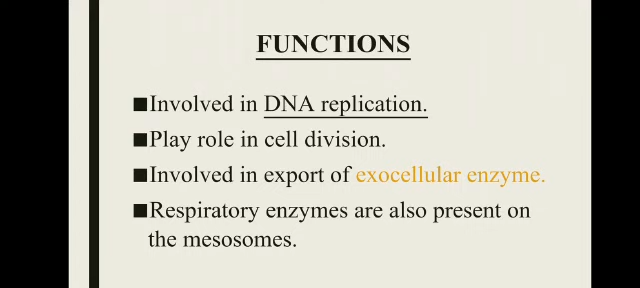 FUNCTIONS
■Involved in DNA replication.
■Play role in cell division.
■Involved in export of exocellular enzyme.
■Respiratory enzymes are also present on
the mesosomes.